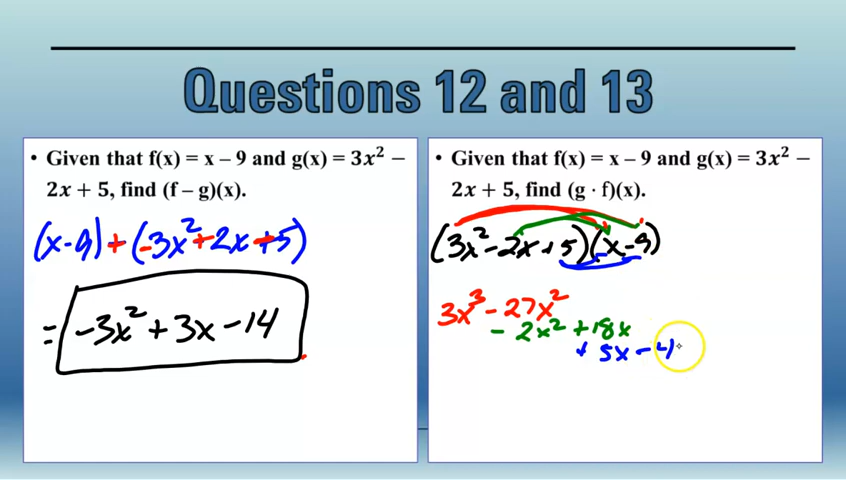 Questions 12 and 13
• Given that f(x) = x – 9 and g(x) = 3x² –
2x + 5, find (f – g)(x).
(x-9)+(-3x²+2x-5)
= -3x² + 3x - 14
• Given that f(x) = x – 9 and g(x) = 3x² –
2x + 5, find (g · f)(x).
(3x² - 2x + 5)(x - 9)
3x³ - 27x²
- 2x² + 18x
+ 5x - 4